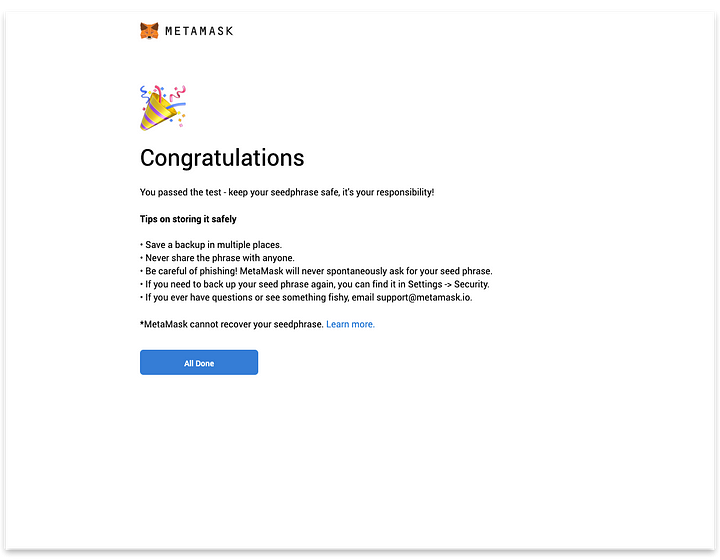 METAMASK
Congratulations
You passed the test - keep your seedphrase safe, it's your responsibility!
Tips on storing it safely
• Save a backup in multiple places.
• Never share the phrase with anyone.
• Be careful of phishing! MetaMask will never spontaneously ask for your seed phrase.
• If you need to back up your seed phrase again, you can find it in Settings -> Security.
• If you ever have questions or see something fishy, email support@metamask.io.
*MetaMask cannot recover your seedphrase. Learn more.
All Done